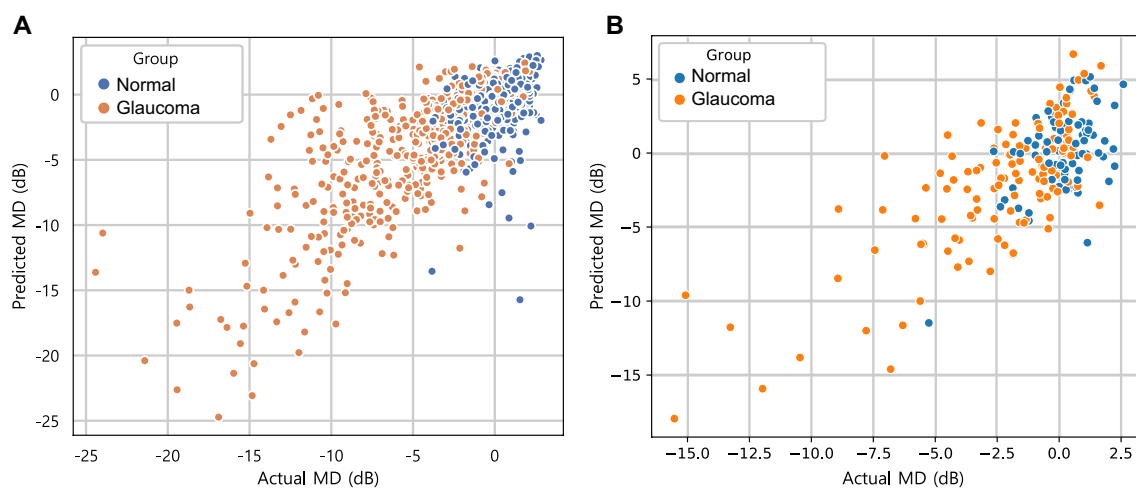 A
Group
Normal
Glaucoma
Predicted MD (dB)
0
-5
-10
-15
-20
-25
-25
-20
-15
-10
-5
0
Actual MD (dB)
B
Group
Normal
Glaucoma
Predicted MD (dB)
5
0
−5
−10
−15
−15.0
−12.5
−10.0
−7.5
−5.0
−2.5
0.0
2.5
Actual MD (dB)